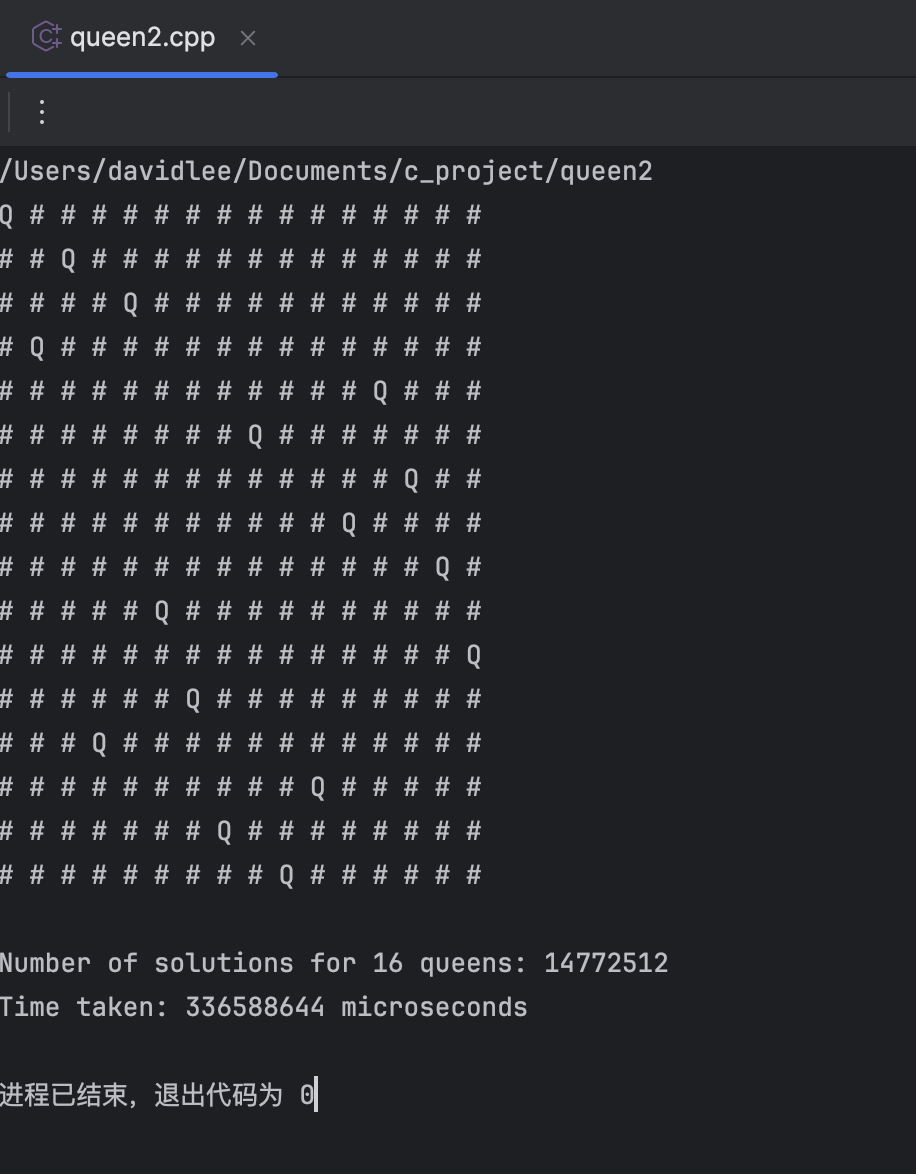 queen2.cpp
/Users/davidlee/Documents/c_project/queen2
Q # # # # # # # # # # # # # # #
# # Q # # # # # # # # # # # # #
# # # # Q # # # # # # # # # # #
# Q # # # # # # # # # # # # # #
# # # # # # # # # # # # Q # # #
# # # # # # # # Q # # # # # # #
# # # # # # # # # # # # # Q # #
# # # # # # # # # # # Q # # # #
# # # # # # # # # # # # # # Q #
# # # # # Q # # # # # # # # # #
# # # # # # # # # # # # # # # Q
# # # # # # Q # # # # # # # # #
# # # Q # # # # # # # # # # # #
# # # # # # # # # # Q # # # # #
# # # # # # # Q # # # # # # # #
# # # # # # # # # Q # # # # # #
Number of solutions for 16 queens: 14772512
Time taken: 336588644 microseconds
进程已结束，退出代码为 0